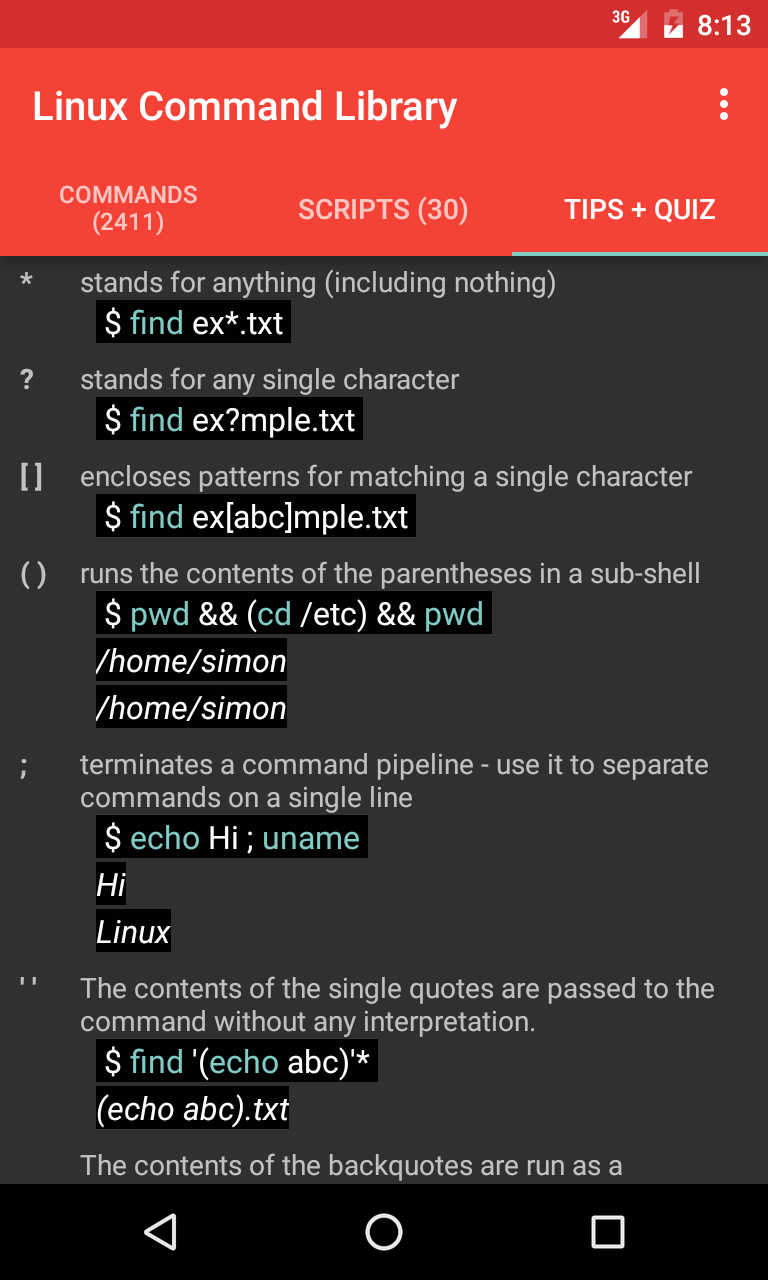 3G 8:13
Linux Command Library
COMMANDS
(2411)
SCRIPTS (30)
TIPS + QUIZ
* stands for anything (including nothing)
$ find ex*.txt
? stands for any single character
$ find ex?mple.txt
[ ] encloses patterns for matching a single character
$ find ex[abc]mple.txt
( ) runs the contents of the parentheses in a sub-shell
$ pwd && (cd /etc) && pwd
/home/simon
/home/simon
; terminates a command pipeline - use it to separate
commands on a single line
$ echo Hi ; uname
Hi
Linux
' ' The contents of the single quotes are passed to the
command without any interpretation.
$ find '(echo abc)'*
(echo abc).txt
The contents of the backquotes are run as a